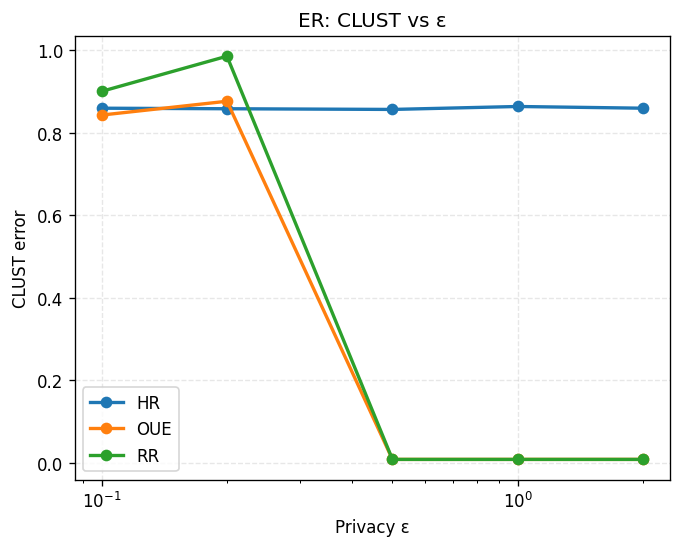 ER: CLUST vs ε
CLUST error
1.0
0.8
0.6
0.4
0.2
0.0
HR
OUE
RR
10⁻¹
10⁰
Privacy ε